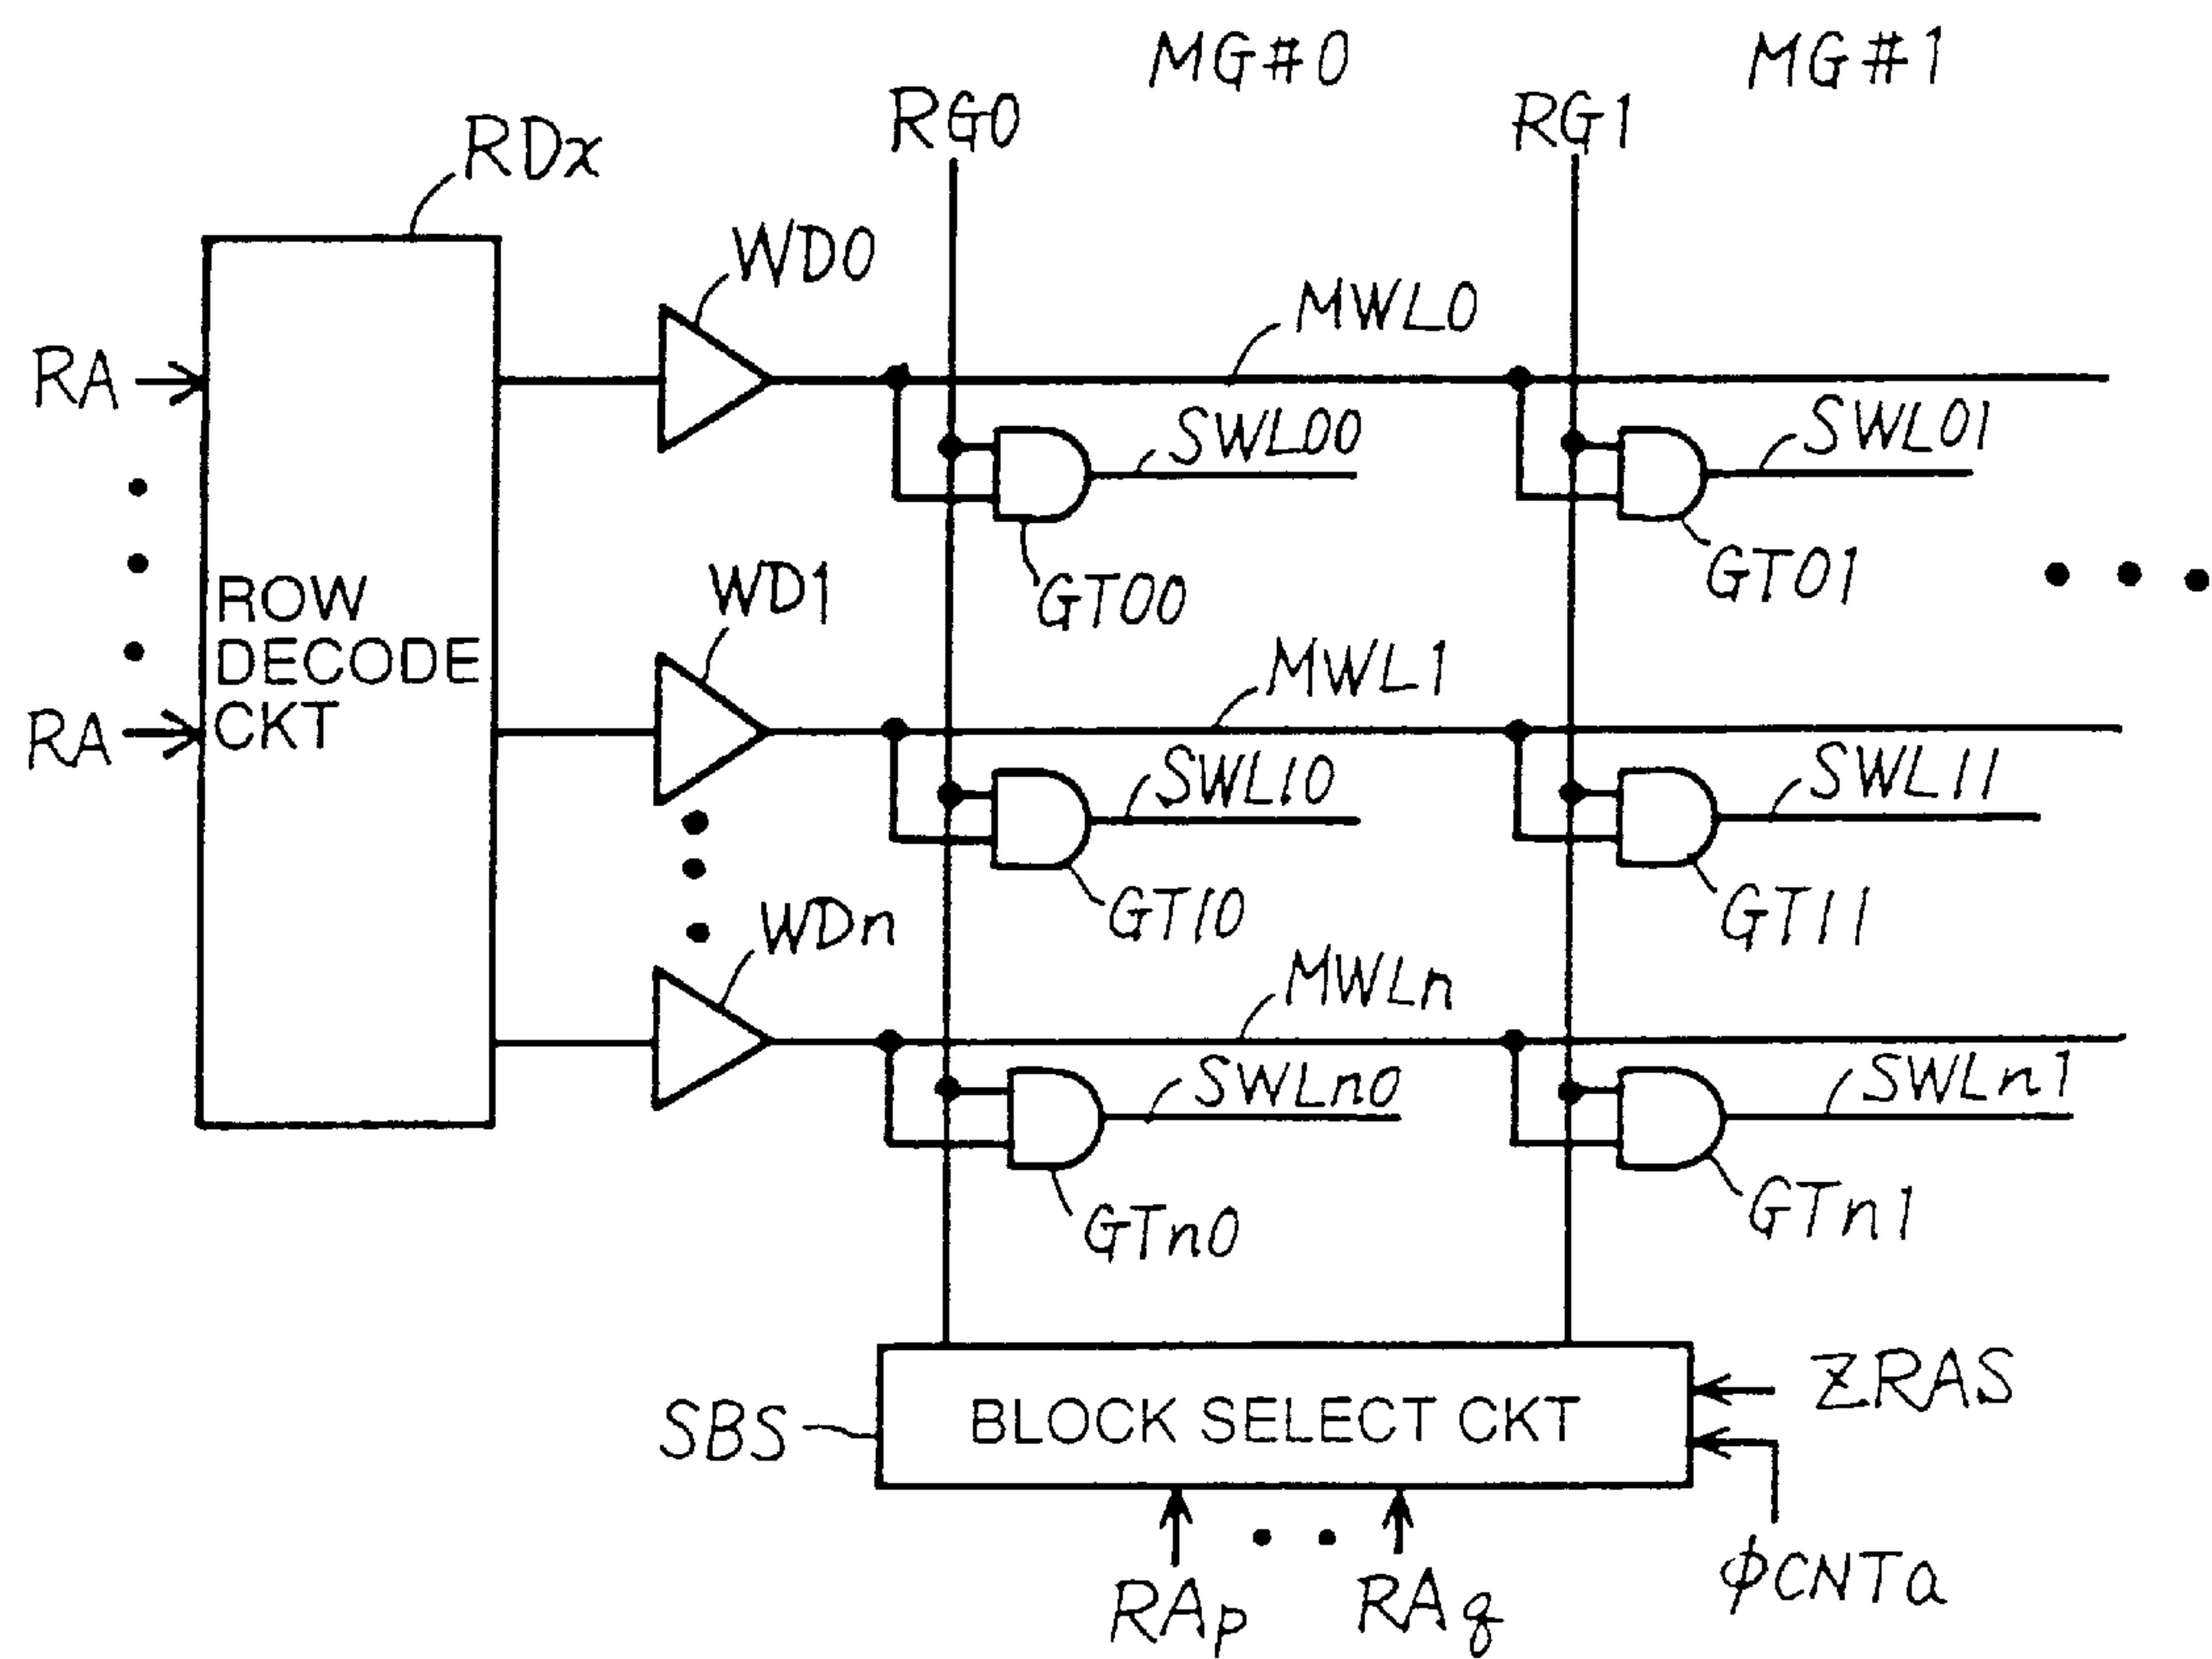 MG#0
MG#1
RG0
RG1
RDx
WD0
MWL0
RA
SWL00
SWL01
GT00
GT01
WD1
ROW
DECODE
CKT
MWL1
RA
SWL10
SWL11
GT10
GT11
WDn
MWLn
SWLn0
SWLn1
GTn0
GTn1
ZRAS
SBS
BLOCK SELECT CKT
φCNTa
RAp
RAq